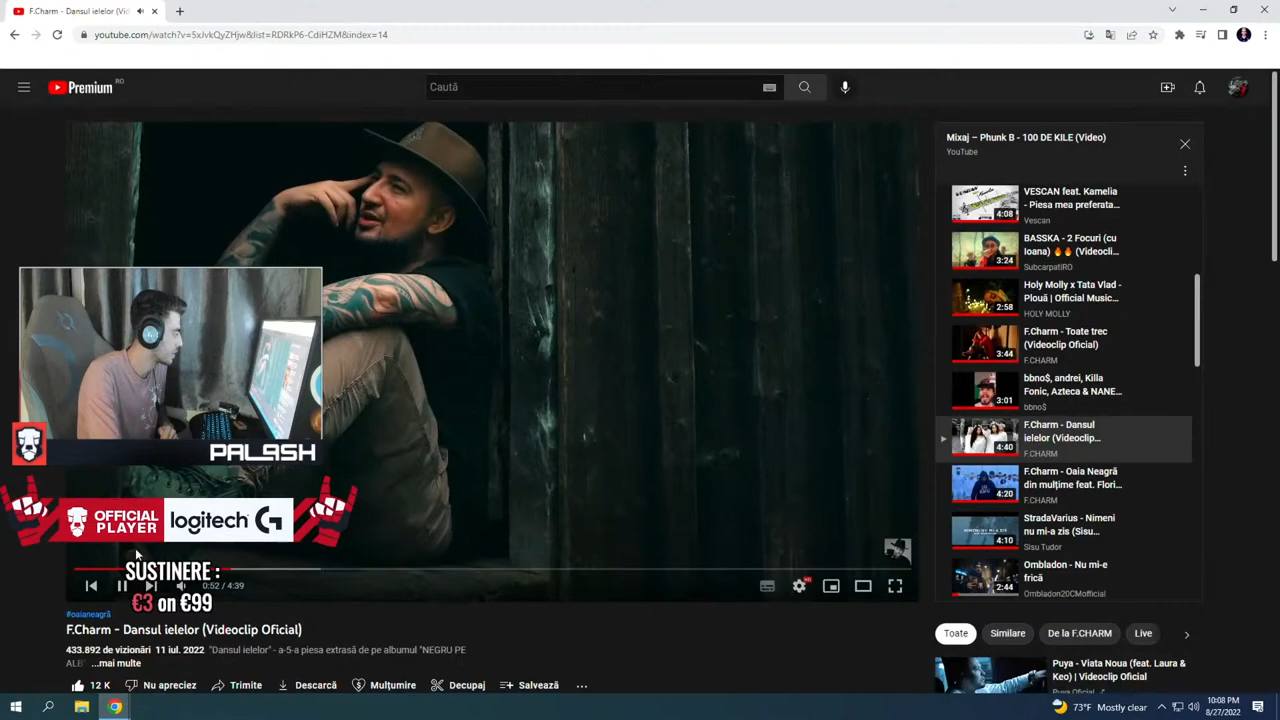 F.Charm - Dansul ielelor (Vid
youtube.com/watch?v=5xJvkQyZHjw&list=RDRkP6-CdiHZM&index=14
Premium RO
Caută
Mixaj – Phunk B - 100 DE KILE (Video)
YouTube
VESCAN feat. Kamelia
- Piesa mea preferata...
Vescan
4:08
BASSKA - 2 Focuri (cu
Ioana) 🔥🔥 (Videocli...
SubcarpatIRO
3:24
Holy Molly x Tata Vlad -
Plouă | Official Music...
HOLY MOLLY
2:58
F.Charm - Toate trec
(Videoclip Oficial)
F.CHARM
3:44
bbno$, andrei, Killa
Fonic, Azteca & NANE...
bbno$
3:01
F.Charm - Dansul
ielelor (Videoclip...
F.CHARM
4:40
F.Charm - Oaia Neagră
din mulțime feat. Flori...
F.CHARM
4:20
StradaVarius - Nimeni
nu mi-a zis (Sisu...
Sisu Tudor
4:10
Ombladon - Nu mi-e
frică
Ombladon20CMofficial
2:44
PALASH
OFFICIAL
PLAYER
logitech G
SUSTINERE :
€3 on €99
0:52 / 4:39
HD
#oaianeagră
F.Charm - Dansul ielelor (Videoclip Oficial)
433.892 de vizionări 11 iul. 2022 "Dansul ielelor" - a-5-a piesa extrasă de pe albumul "NEGRU PE
ALB" ...mai multe
12 K Nu apreciez Trimite Descarcă Mulțumire Decupaj Salvează
Toate Similare De la F.CHARM Live
Puya - Viata Noua (feat. Laura &
Keo) | Videoclip Oficial
73°F Mostly clear
10:08 PM
8/27/2022